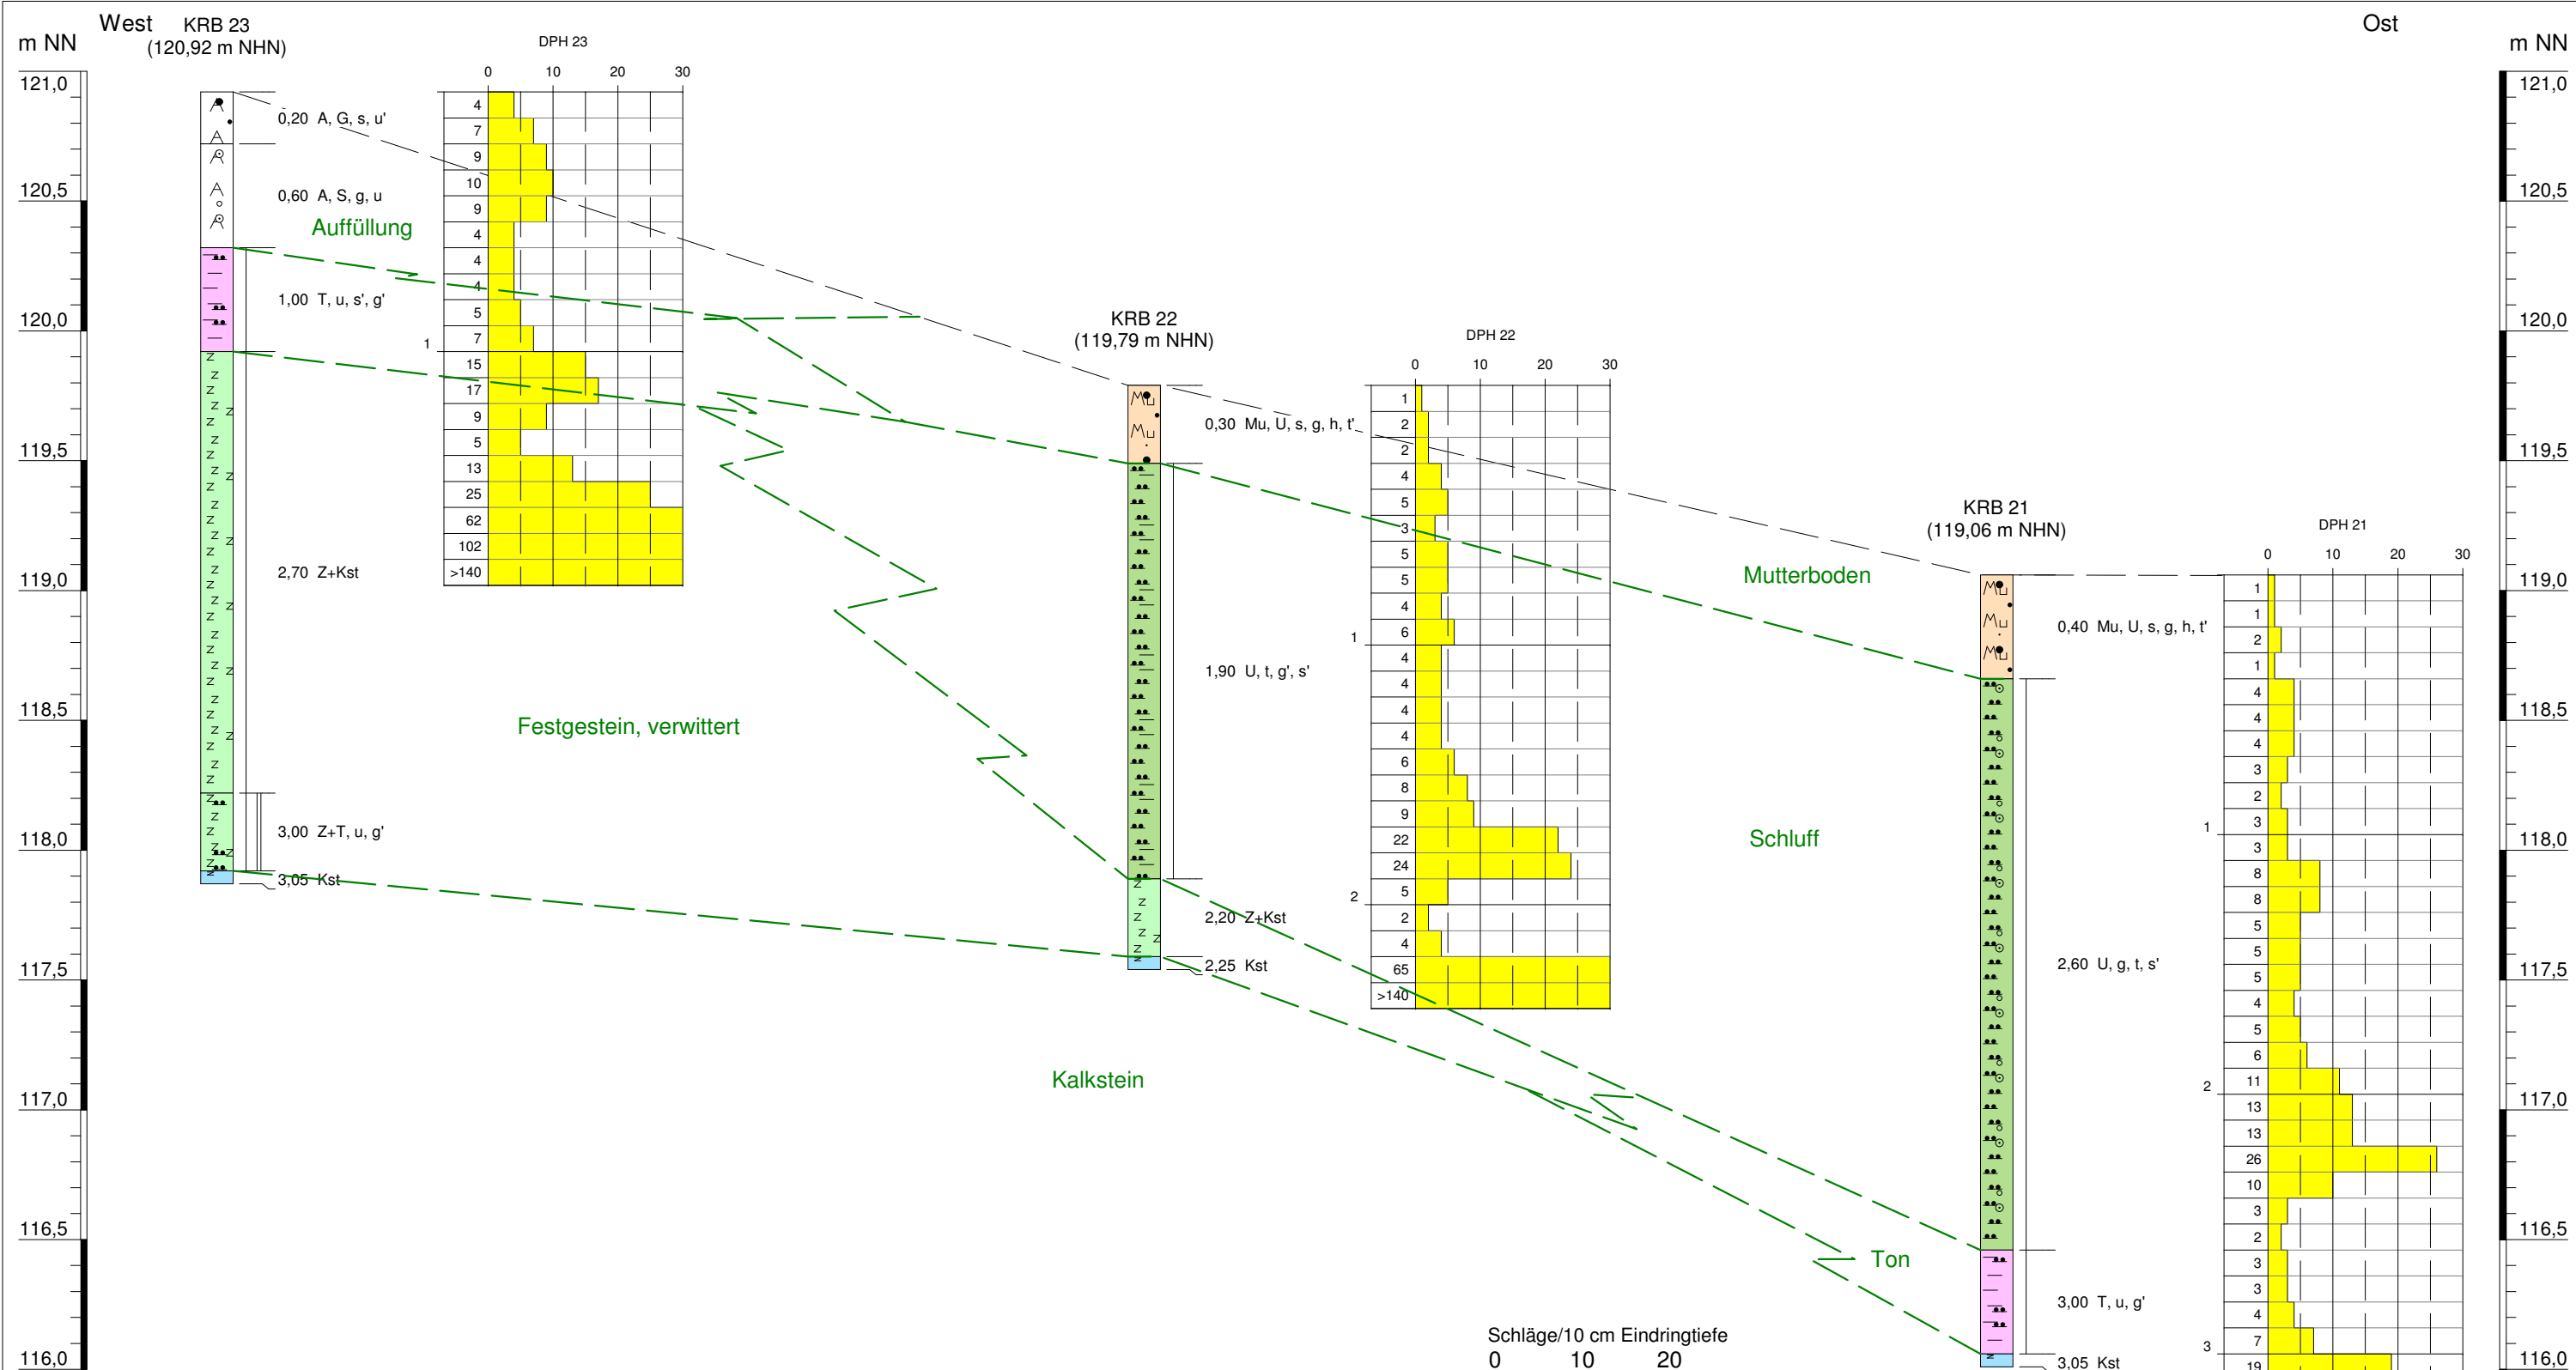 West
Ost
m NN
m NN
KRB 23
(120,92 m NHN)
DPH 23
0 10 20 30
121,0
120,5
120,0
119,5
119,0
118,5
118,0
117,5
117,0
116,5
116,0
0,20 A, G, s, u'
0,60 A, S, g, u
Auffüllung
1,00 T, u, s', g'
2,70 Z+Kst
3,00 Z+T, u, g'
3,05 Kst
4
7
9
10
9
4
4
4
5
7
1
15
17
9
5
13
25
62
102
>140
Festgestein, verwittert
KRB 22
(119,79 m NHN)
DPH 22
0 10 20 30
0,30 Mu, U, s, g, h, t'
1,90 U, t, g', s'
2,20 Z+Kst
2,25 Kst
1
2
2
4
5
3
5
5
4
6
1
4
4
4
4
6
8
9
22
24
5
2
2
4
65
>140
Kalkstein
Mutterboden
Schluff
Ton
KRB 21
(119,06 m NHN)
DPH 21
0 10 20 30
0,40 Mu, U, s, g, h, t'
2,60 U, g, t, s'
3,00 T, u, g'
3,05 Kst
1
1
2
1
4
4
4
3
2
3
1
3
8
8
5
5
5
4
5
6
11
2
13
13
26
10
3
2
3
3
4
7
3
19
Schläge/10 cm Eindringtiefe
0 10 20
121,0
120,5
120,0
119,5
119,0
118,5
118,0
117,5
117,0
116,5
116,0